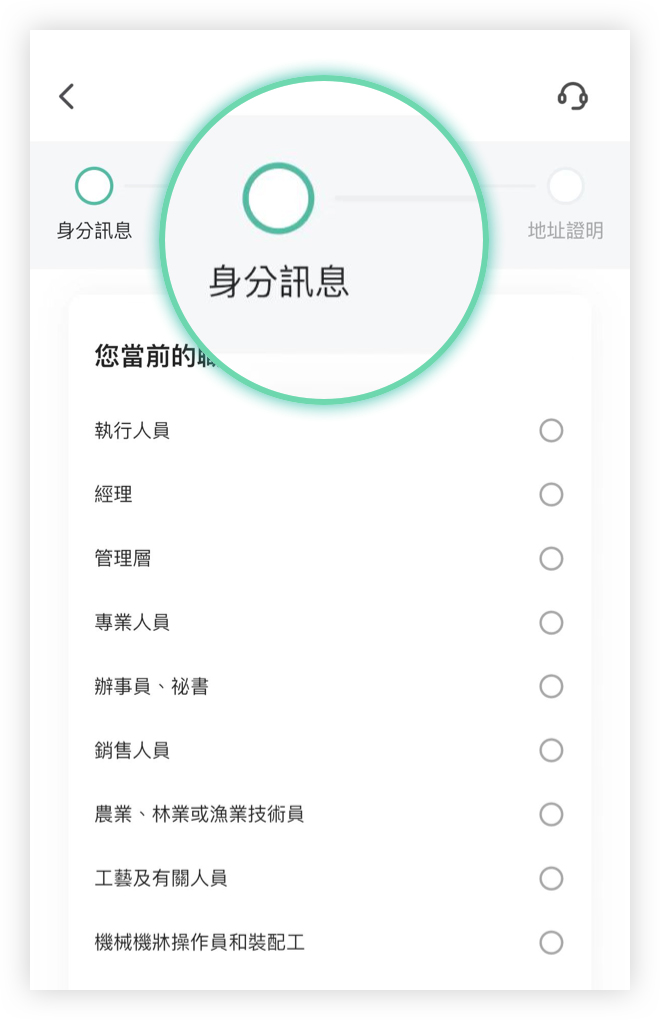 身分訊息
地址證明
身分訊息
您當前的
執行人員
經理
管理層
專業人員
辦事員、祕書
銷售人員
農業、林業或漁業技術員
工藝及有關人員
機械機牀操作員和裝配工